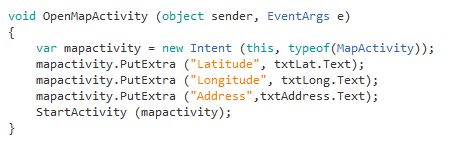 void OpenMapActivity (object sender, EventArgs e)
{
    var mapactivity = new Intent (this, typeof(MapActivity));
    mapactivity.PutExtra ("Latitude", txtLat.Text);
    mapactivity.PutExtra ("Longitude", txtLong.Text);
    mapactivity.PutExtra ("Address",txtAddress.Text);
    StartActivity (mapactivity);
}